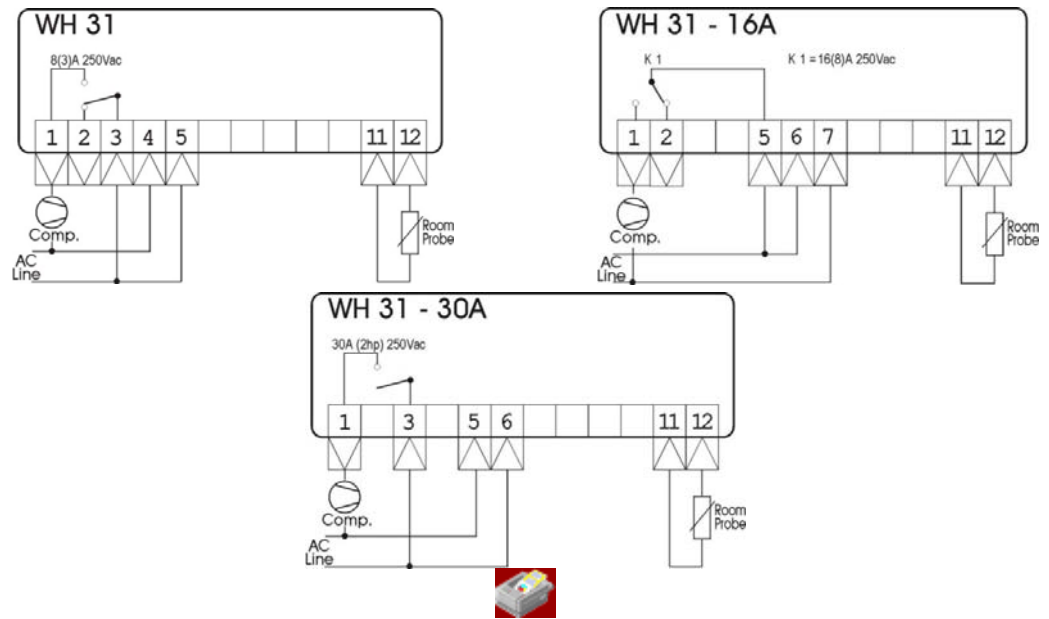 WH 31
8(3)A 250Vac
1 2 3 4 5 11 12
Comp.
AC
Line
Room
Probe
WH 31 - 16A
K 1
K 1 = 16(8)A 250Vac
1 2 5 6 7 11 12
Comp.
AC
Line
Room
Probe
WH 31 - 30A
30A (2hp) 250Vac
1 3 5 6 11 12
Comp.
AC
Line
Room
Probe